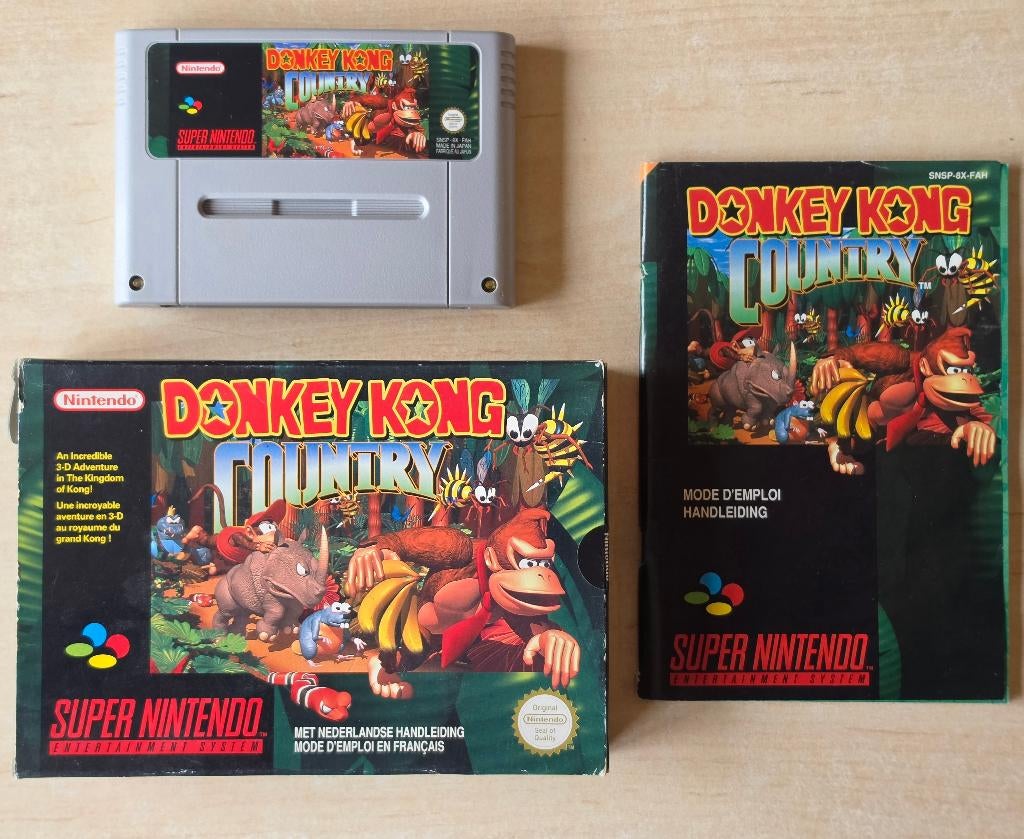 Nintendo
DONKEY KONG
COUNTRY
SUPER NINTENDO
ENTERTAINMENT SYSTEM
SNSP-8X-FAH
MADE IN JAPAN
FABRIQUÉ AU JAPON
SNSP-8X-FAH
DONKEY KONG
COUNTRY™
MODE D'EMPLOI
HANDLEIDING
SUPER NINTENDO™
ENTERTAINMENT SYSTEM
Nintendo
DONKEY KONG
COUNTRY
An Incredible
3-D Adventure
in The Kingdom
of Kong!
Une incroyable
aventure en 3-D
au royaume du
grand Kong !
SUPER NINTENDO™
ENTERTAINMENT SYSTEM
MET NEDERLANDSE HANDLEIDING
MODE D'EMPLOI EN FRANÇAIS
Original
Nintendo
Seal of
Quality
TM